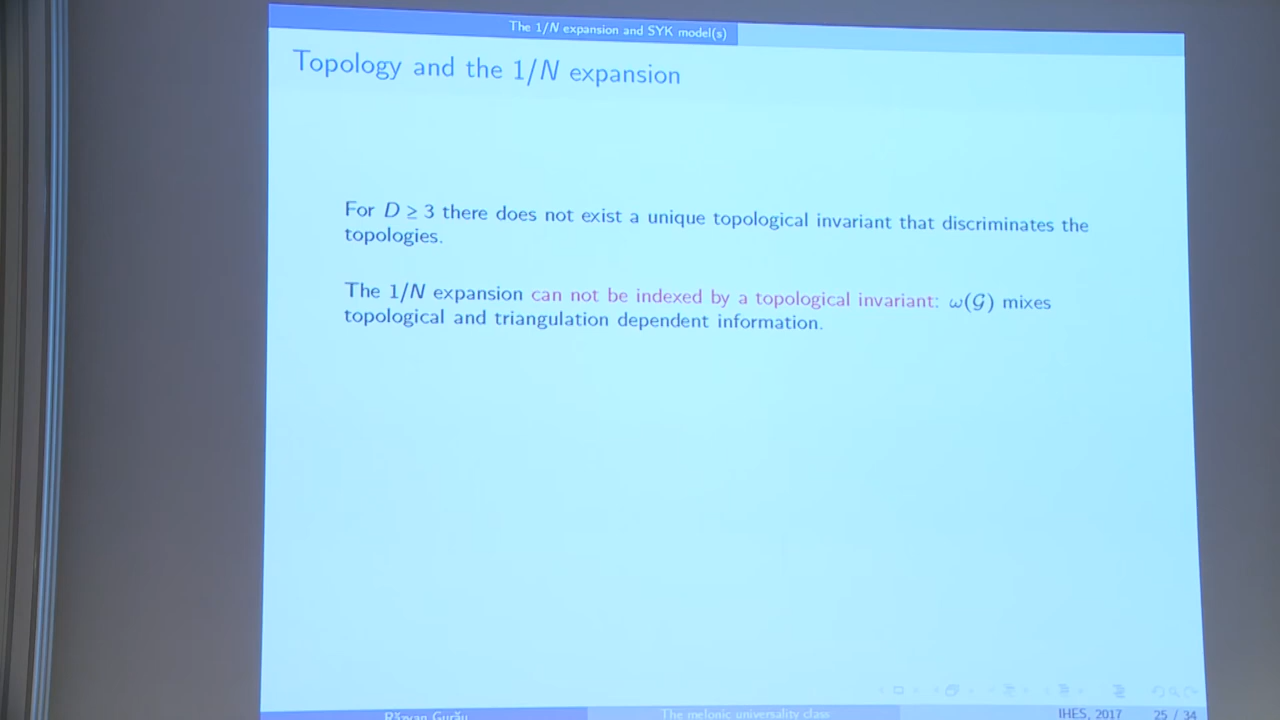 The 1/N expansion and SYK model(s)
Topology and the 1/N expansion
For D ≥ 3 there does not exist a unique topological invariant that discriminates the
topologies.
The 1/N expansion can not be indexed by a topological invariant: ω(𝒢) mixes
topological and triangulation dependent information.
Răzvan Gurău
The melonic universality class
IHES, 2017
25 / 34